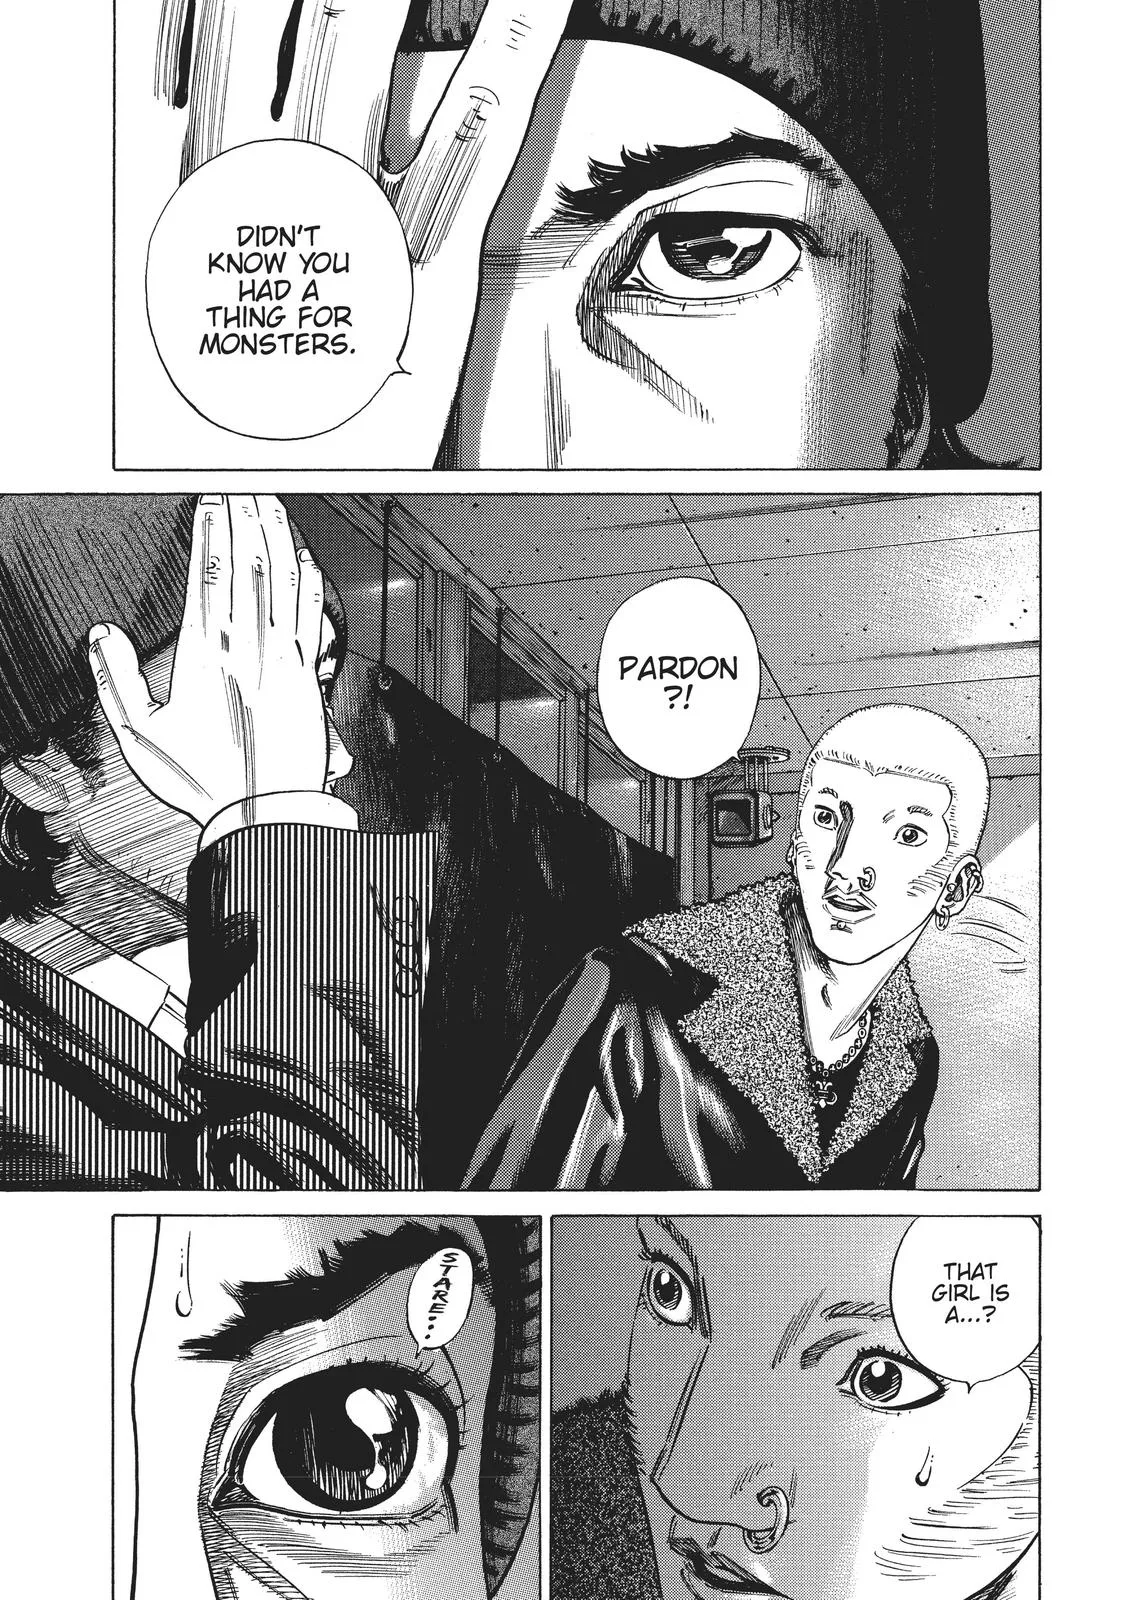 DIDN'T
KNOW YOU
HAD A
THING FOR
MONSTERS.
PARDON
?!
THAT
GIRL IS
A...?
STARE...